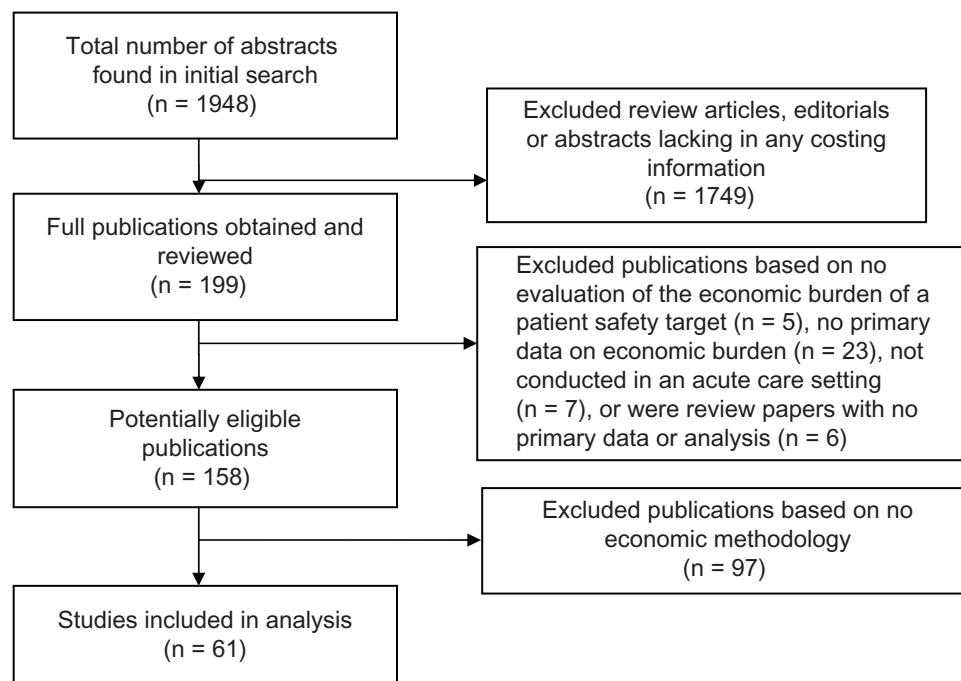 Total number of abstracts
found in initial search
(n = 1948)
Excluded review articles, editorials
or abstracts lacking in any costing
information
(n = 1749)
Full publications obtained and
reviewed
(n = 199)
Excluded publications based on no
evaluation of the economic burden of a
patient safety target (n = 5), no primary
data on economic burden (n = 23), not
conducted in an acute care setting
(n = 7), or were review papers with no
primary data or analysis (n = 6)
Potentially eligible
publications
(n = 158)
Excluded publications based on no
economic methodology
(n = 97)
Studies included in analysis
(n = 61)